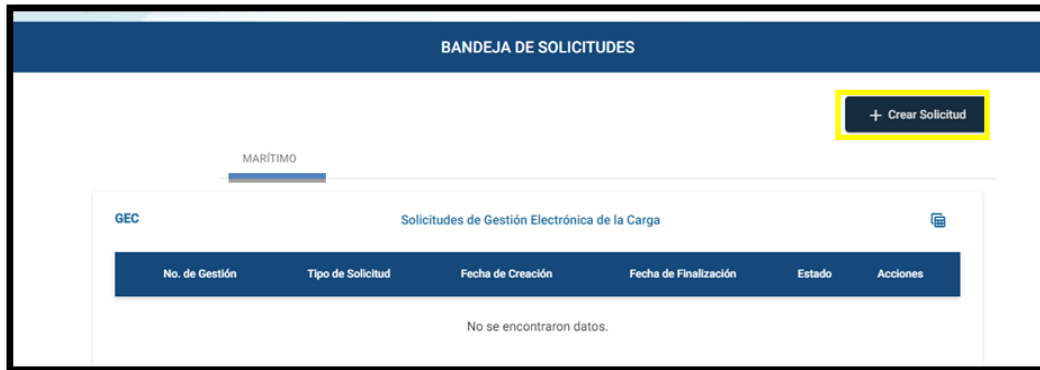 BANDEJA DE SOLICITUDES
+ Crear Solicitud
MARÍTIMO
GEC Solicitudes de Gestión Electrónica de la Carga
No. de Gestión Tipo de Solicitud Fecha de Creación Fecha de Finalización Estado Acciones
No se encontraron datos.